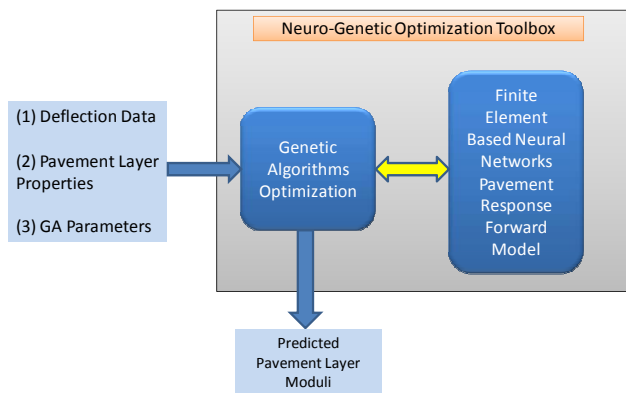 Neuro-Genetic Optimization Toolbox
(1) Deflection Data
(2) Pavement Layer
Properties
(3) GA Parameters
Genetic
Algorithms
Optimization
Finite
Element
Based Neural
Networks
Pavement
Response
Forward
Model
Predicted
Pavement Layer
Moduli